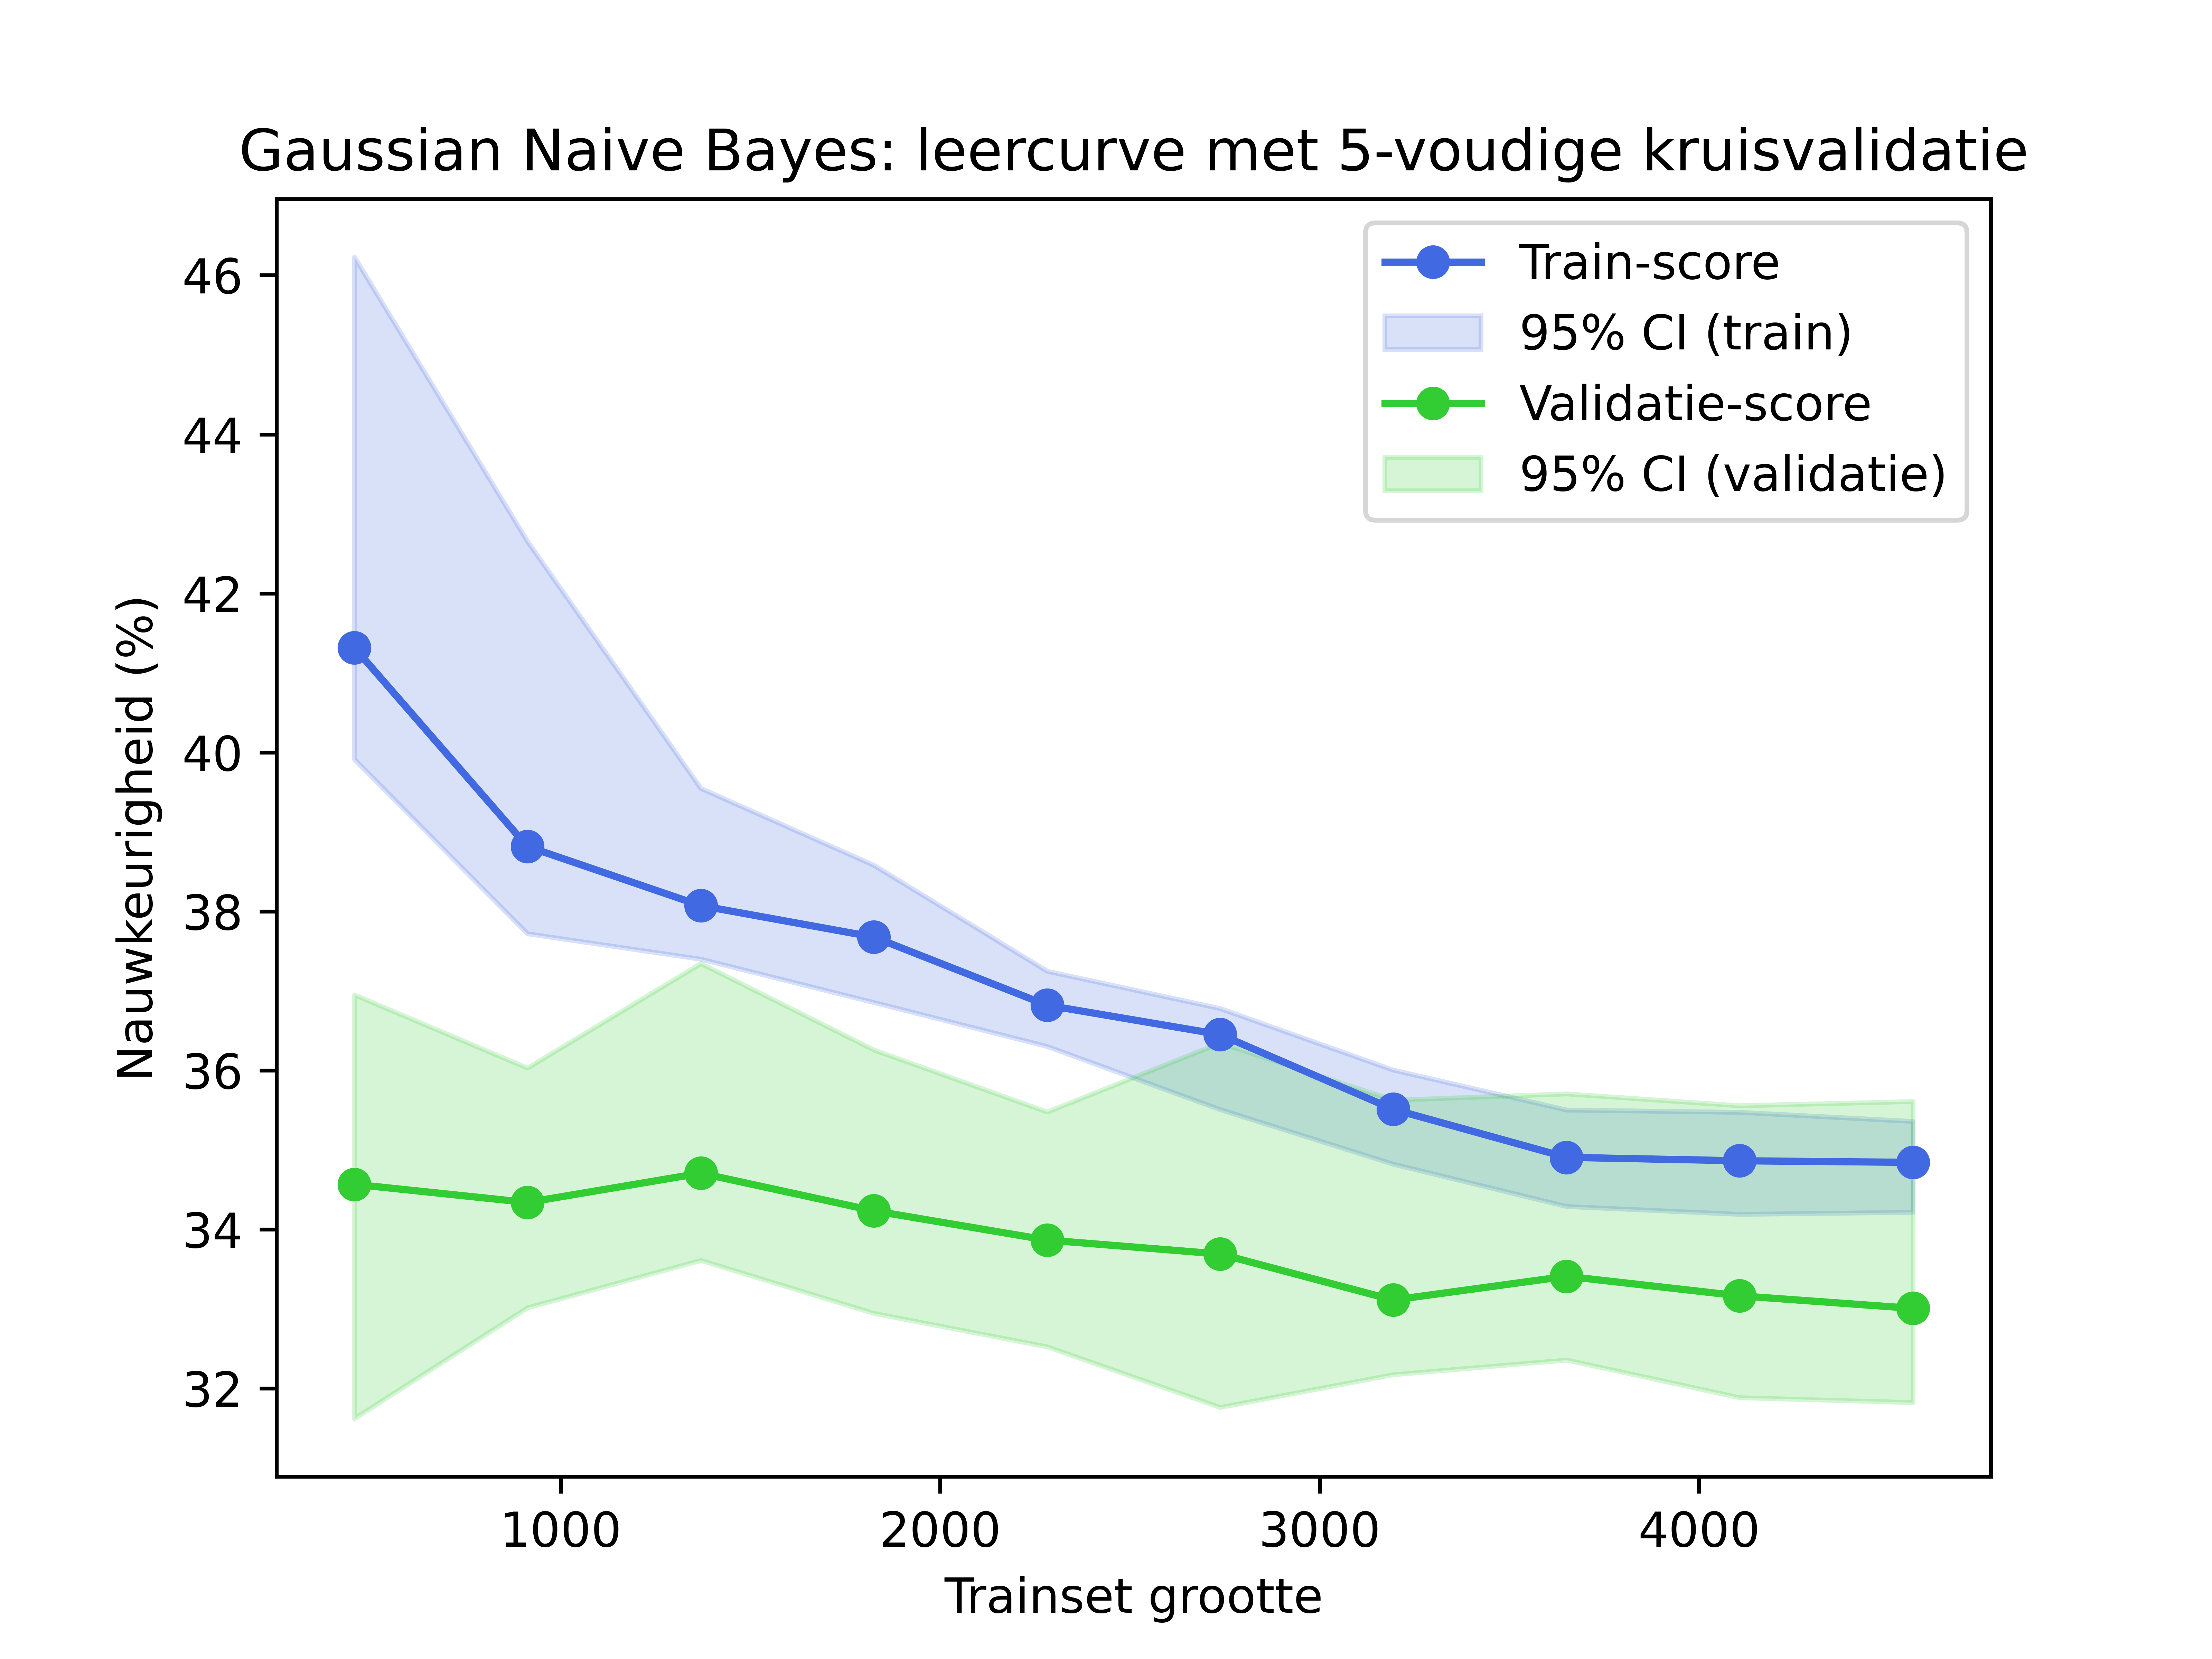 Gaussian Naive Bayes: leercurve met 5-voudige kruisvalidatie
Train-score
95% CI (train)
Validatie-score
95% CI (validatie)
Nauwkeurigheid (%)
46
44
42
40
38
36
34
32
1000 2000 3000 4000
Trainset grootte